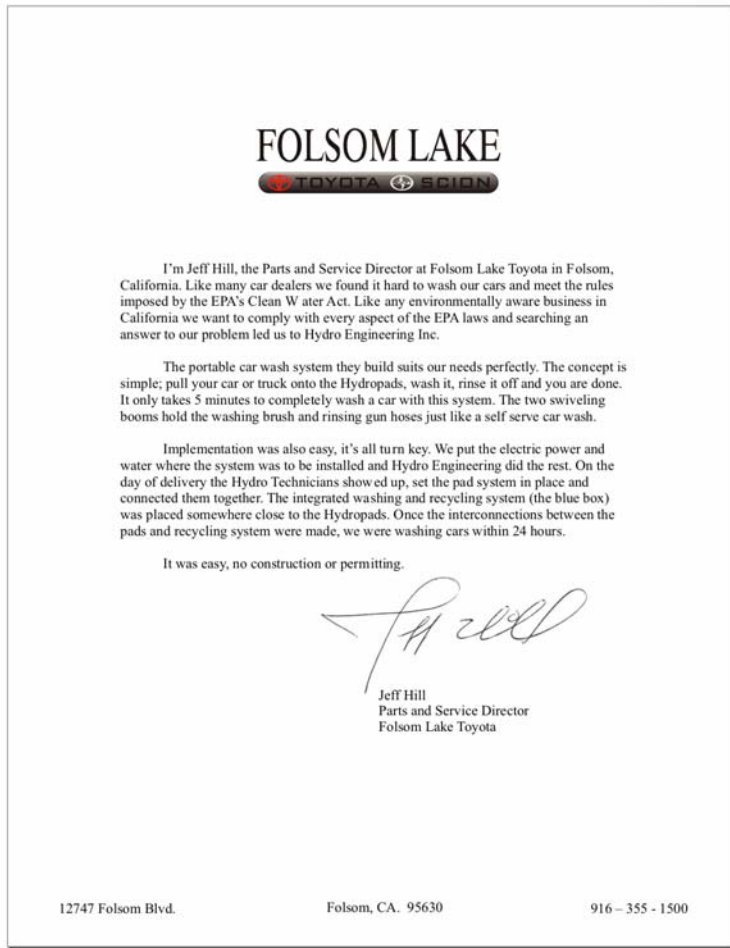 FOLSOM LAKE
TOYOTA SCION
I'm Jeff Hill, the Parts and Service Director at Folsom Lake Toyota in Folsom,
California. Like many car dealers we found it hard to wash our cars and meet the rules
imposed by the EPA's Clean W ater Act. Like any environmentally aware business in
California we want to comply with every aspect of the EPA laws and searching an
answer to our problem led us to Hydro Engineering Inc.
The portable car wash system they build suits our needs perfectly. The concept is
simple; pull your car or truck onto the Hydropads, wash it, rinse it off and you are done.
It only takes 5 minutes to completely wash a car with this system. The two swiveling
booms hold the washing brush and rinsing gun hoses just like a self serve car wash.
Implementation was also easy, it's all turn key. We put the electric power and
water where the system was to be installed and Hydro Engineering did the rest. On the
day of delivery the Hydro Technicians showed up, set the pad system in place and
connected them together. The integrated washing and recycling system (the blue box)
was placed somewhere close to the Hydropads. Once the interconnections between the
pads and recycling system were made, we were washing cars within 24 hours.
It was easy, no construction or permitting.
Jeff Hill
Jeff Hill
Parts and Service Director
Folsom Lake Toyota
12747 Folsom Blvd. Folsom, CA. 95630 916 – 355 - 1500